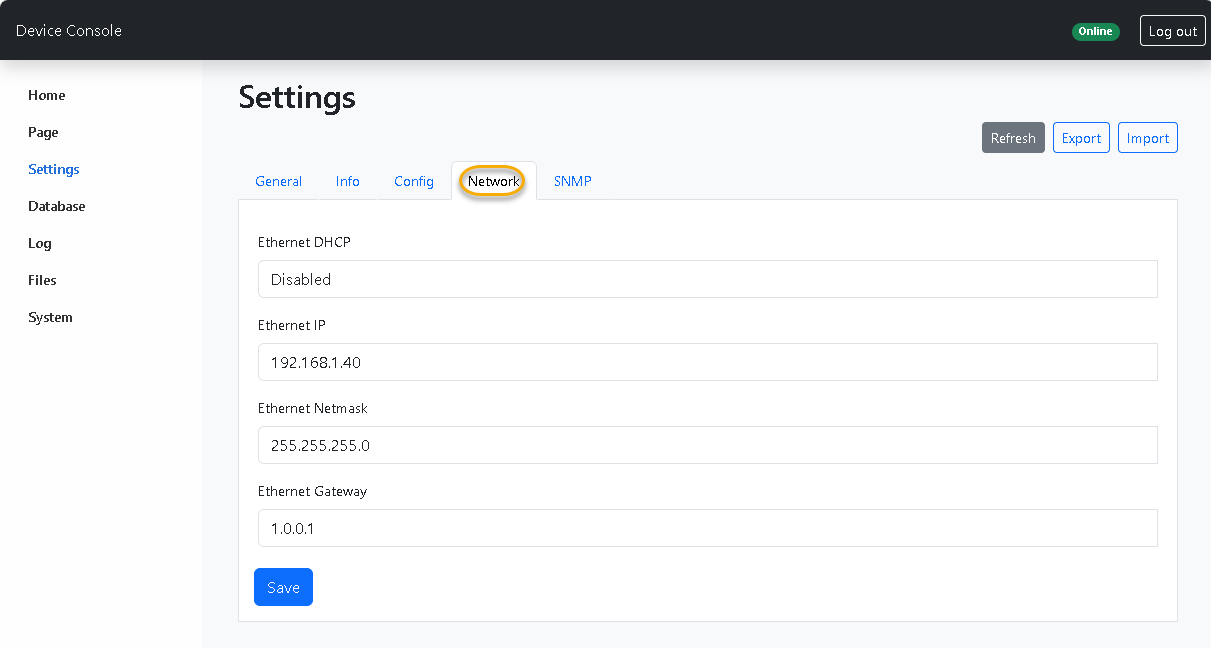 Device Console
Online
Log out
Home
Page
Settings
Database
Log
Files
System
Settings
Refresh
Export
Import
General
Info
Config
Network
SNMP
Ethernet DHCP
Disabled
Ethernet IP
192.168.1.40
Ethernet Netmask
255.255.255.0
Ethernet Gateway
1.0.0.1
Save